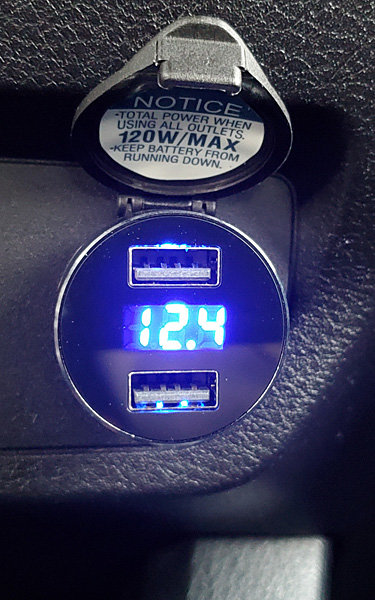 NOTICE
•TOTAL POWER WHEN
USING ALL OUTLETS.
120W/MAX
•KEEP BATTERY FROM
RUNNING DOWN.
12.4